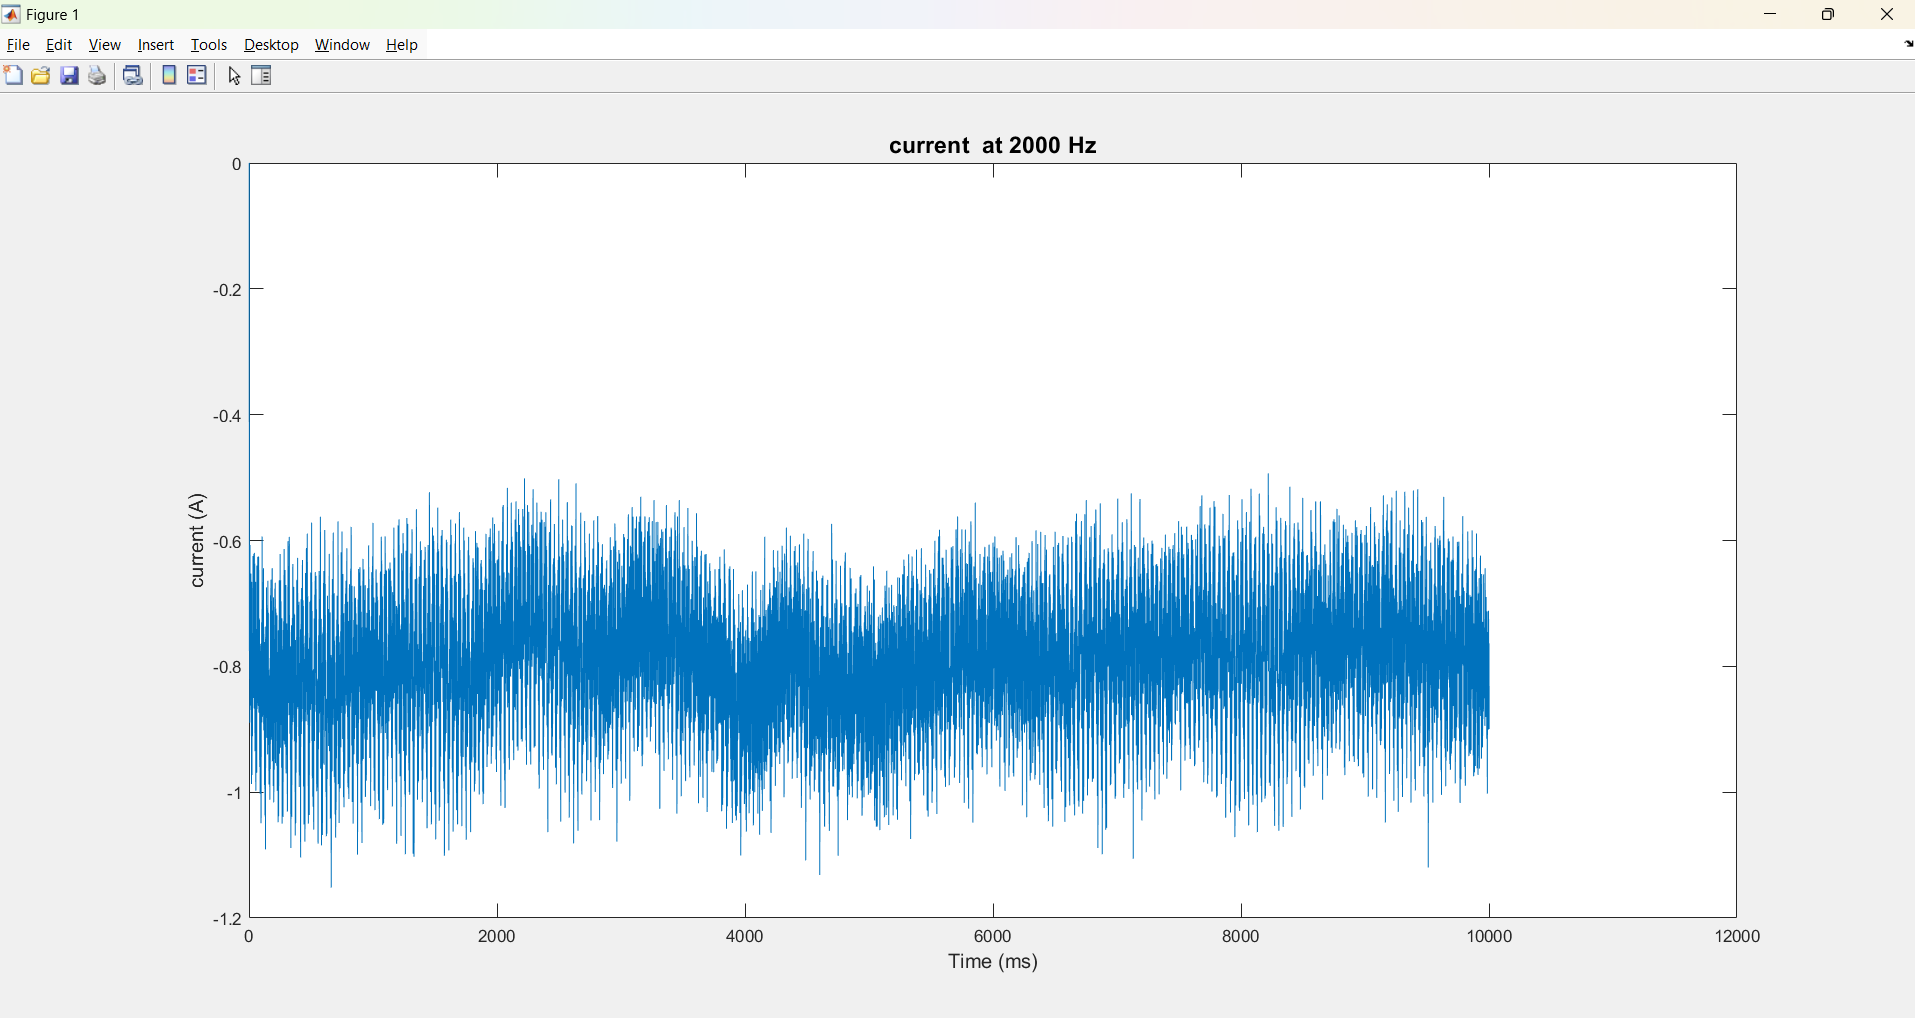 Figure 1
File Edit View Insert Tools Desktop Window Help
current  at 2000 Hz
0
-0.2
-0.4
-0.6
-0.8
-1
-1.2
current (A)
0 2000 4000 6000 8000 10000 12000
Time (ms)